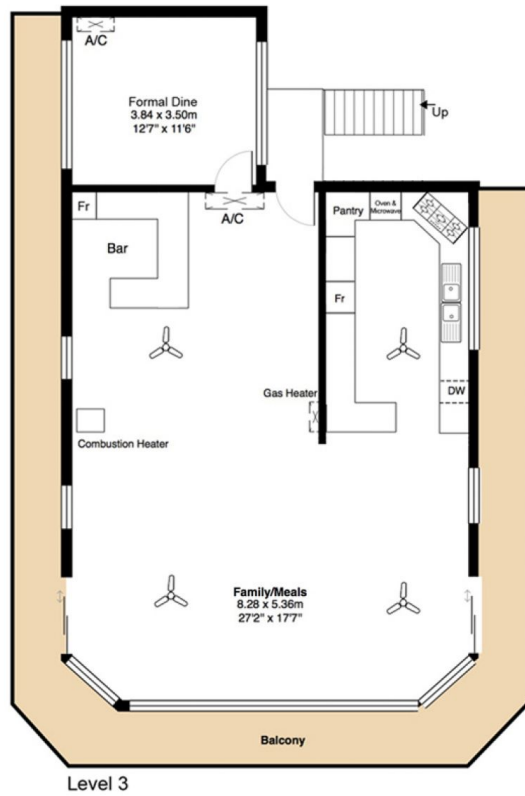 A/C
Formal Dine
3.84 x 3.50m
12'7" x 11'6"
Up
Fr
A/C
Bar
Pantry
Oven &
Microwave
Fr
Gas Heater
DW
Combustion Heater
Family/Meals
8.28 x 5.36m
27'2" x 17'7"
Balcony
Level 3